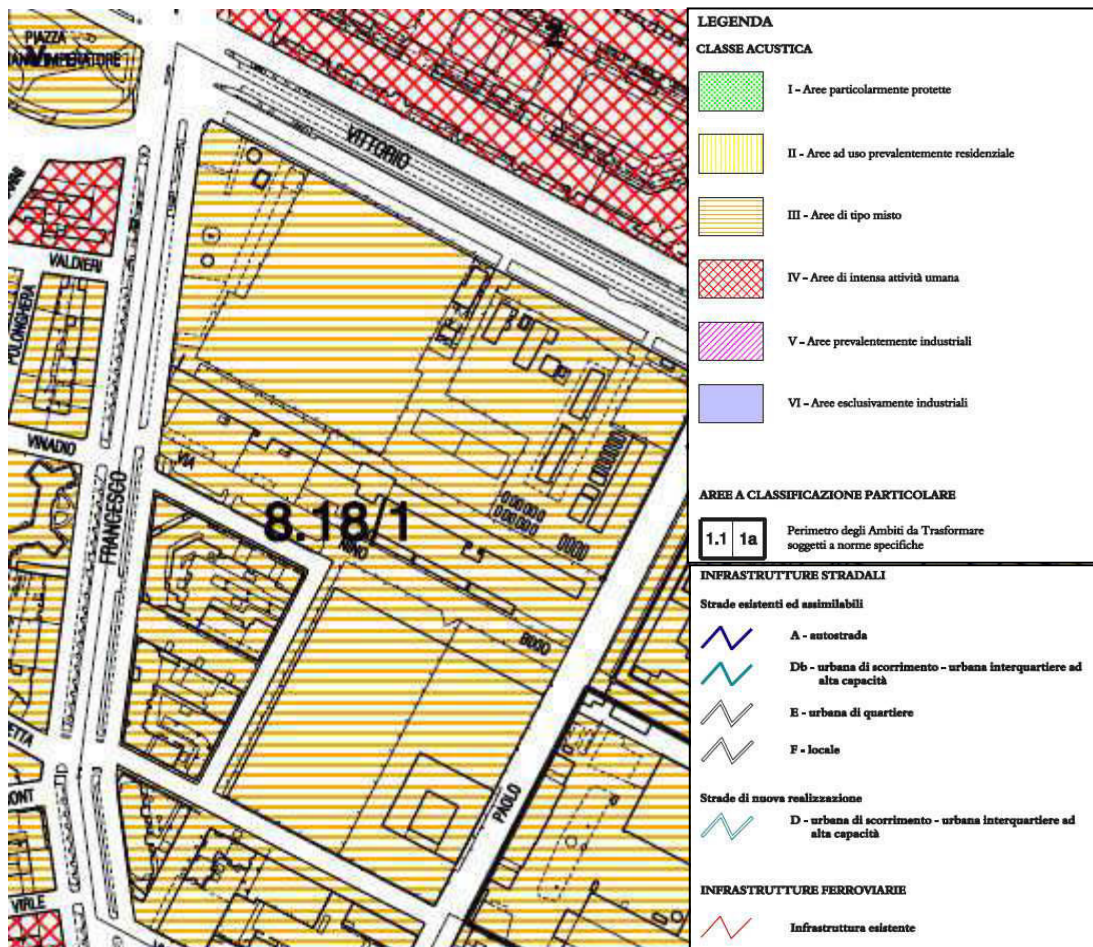 PIAZZA
VITTORIO
VALDIERI
POLONGHERA
VINADIO
VIA
FRANCESCO
8.18/1
NINO
BIXIO
PAOLO
VIRLE
LEGENDA
CLASSE ACUSTICA
I - Aree particolarmente protette
II - Aree ad uso prevalentemente residenziale
III - Aree di tipo misto
IV - Aree di intensa attività umana
V - Aree prevalentemente industriali
VI - Aree esclusivamente industriali
AREE A CLASSIFICAZIONE PARTICOLARE
1.1 1a
Perimetro degli Ambiti da Trasformare
soggetti a norme specifiche
INFRASTRUTTURE STRADALI
Strade esistenti ed assimilabili
A - autostrada
Db - urbana di scorrimento - urbana interquartiere ad
alta capacità
E - urbana di quartiere
F - locale
Strade di nuova realizzazione
D - urbana di scorrimento - urbana interquartiere ad
alta capacità
INFRASTRUTTURE FERROVIARIE
Infrastruttura esistente